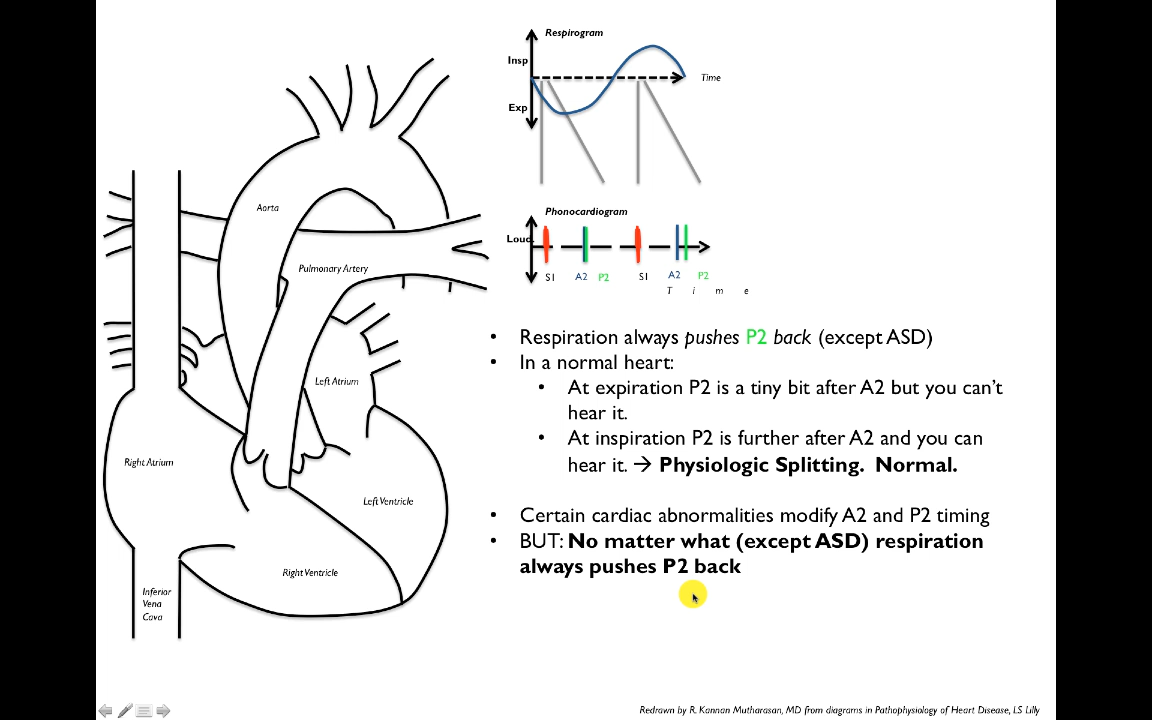 Respirogram
Insp
Time
Exp
Aorta
Phonocardiogram
Loud
S1 A2 P2 S1 A2 P2
T i m e
Pulmonary Artery
Left Atrium
Right Atrium
Left Ventricle
Right Ventricle
Inferior
Vena
Cava
• Respiration always pushes P2 back (except ASD)
• In a normal heart:
• At expiration P2 is a tiny bit after A2 but you can't
hear it.
• At inspiration P2 is further after A2 and you can
hear it. → Physiologic Splitting. Normal.
• Certain cardiac abnormalities modify A2 and P2 timing
• BUT: No matter what (except ASD) respiration
always pushes P2 back
Redrawn by R. Kannan Mutharasan, MD from diagrams in Pathophysiology of Heart Disease, LS Lilly